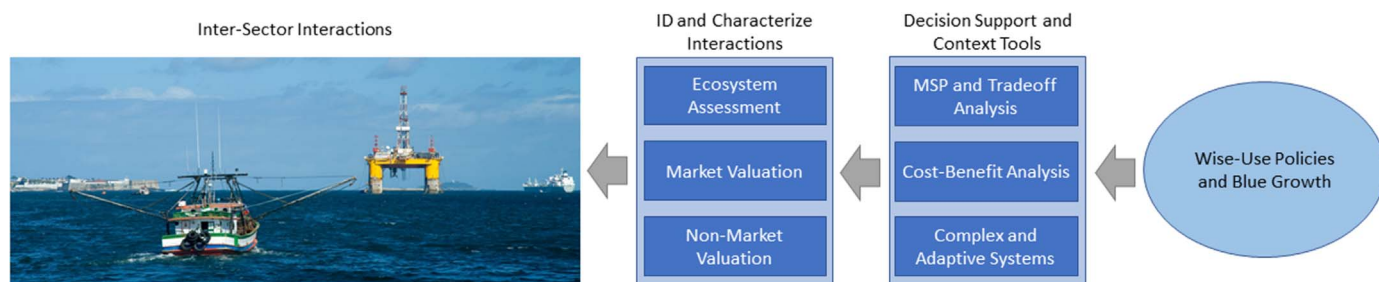 Inter-Sector Interactions
ID and Characterize
Interactions
Ecosystem
Assessment
Market Valuation
Non-Market
Valuation
Decision Support and
Context Tools
MSP and Tradeoff
Analysis
Cost-Benefit Analysis
Complex and
Adaptive Systems
Wise-Use Policies
and Blue Growth